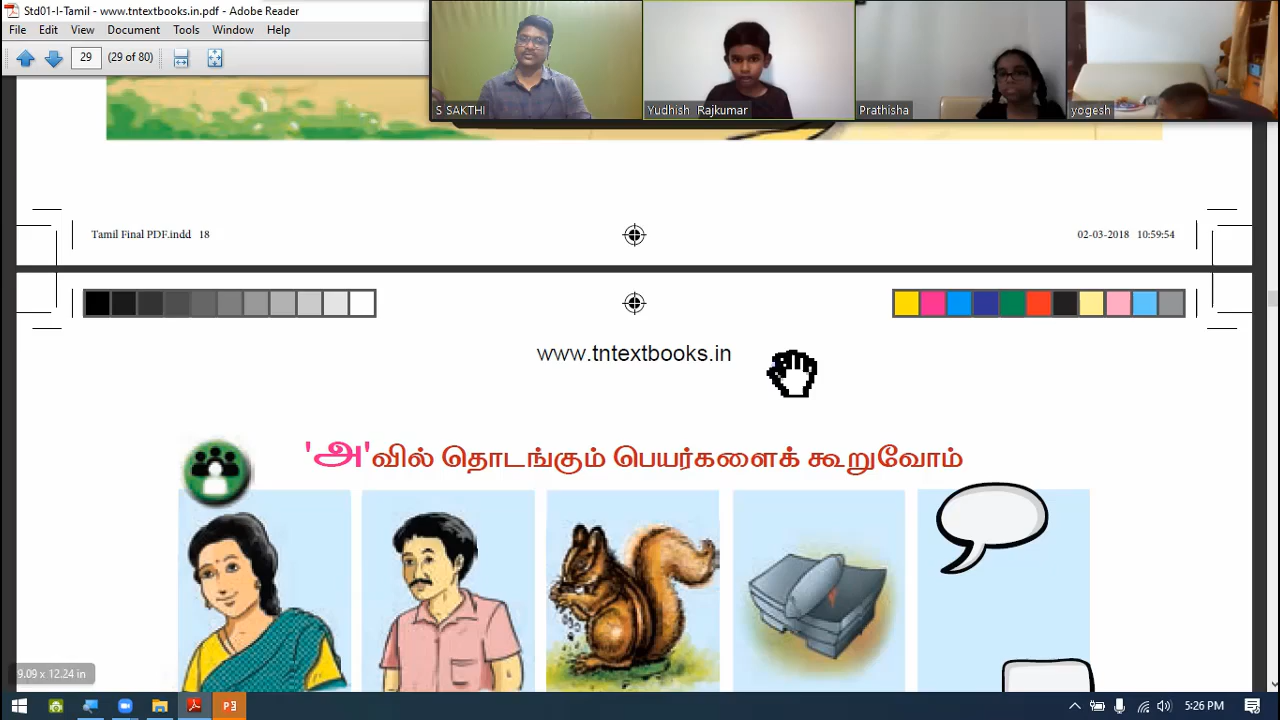 Std01-I-Tamil - www.tntextbooks.in.pdf - Adobe Reader
File Edit View Document Tools Window Help
29 (29 of 80)
S SAKTHI
Yudhish Rajkumar
Prathisha
yogesh
Tamil Final PDF.indd 18
02-03-2018 10:59:54
www.tntextbooks.in
'அ'வில் தொடங்கும் பெயர்களைக் கூறுவோம்
9.09 x 12.24 in
5:26 PM